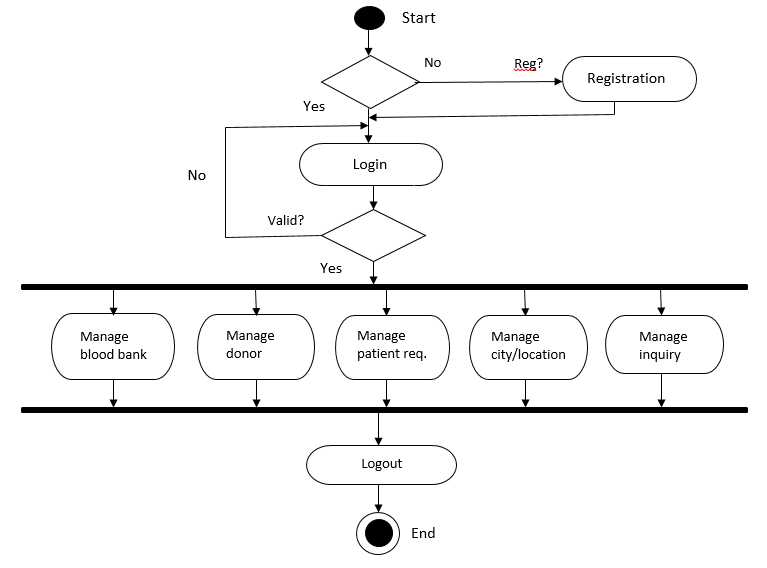 Start
No
Reg?
Registration
Yes
Login
No
Valid?
Yes
Manage
blood bank
Manage
donor
Manage
patient req.
Manage
city/location
Manage
inquiry
Logout
End